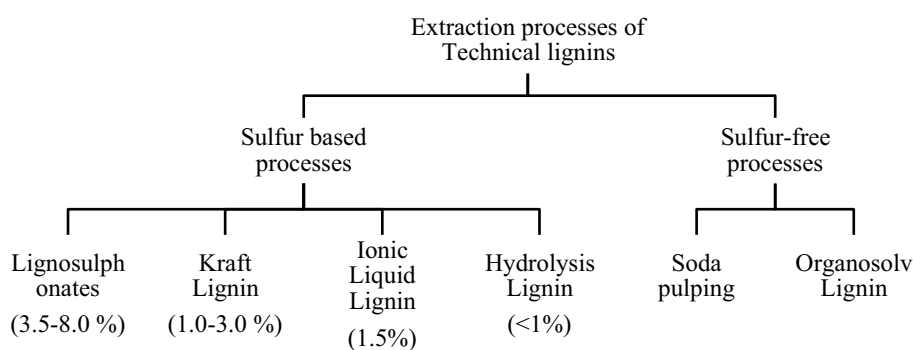 Extraction processes of
Technical lignins
Sulfur based
processes
Sulfur-free
processes
Lignosulph
onates
(3.5-8.0 %)
Kraft
Lignin
(1.0-3.0 %)
Ionic
Liquid
Lignin
(1.5%)
Hydrolysis
Lignin
(<1%)
Soda
pulping
Organosolv
Lignin